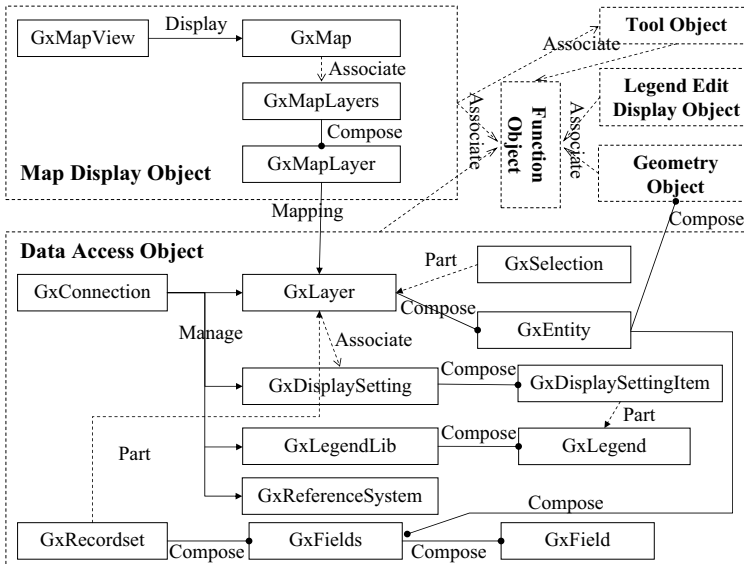 GxMapView
Display
GxMap
Associate
GxMapLayers
Compose
GxMapLayer
Map Display Object
Mapping
Associate
Associate
Associate
Function
Object
Tool Object
Legend Edit
Display Object
Geometry
Object
Compose
Data Access Object
GxConnection
Manage
GxLayer
Part
GxSelection
Compose
GxEntity
Associate
GxDisplaySetting
Compose
GxDisplaySettingItem
Part
Part
GxLegendLib
Compose
GxLegend
GxReferenceSystem
Compose
GxRecordset
Compose
GxFields
Compose
GxField